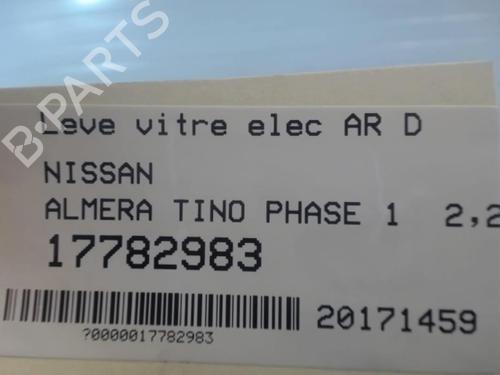 Leve vitre elec AR D
NISSAN
ALMERA TINO PHASE 1 2,2
17782983
20171459
?0000017782983
B-PARTS